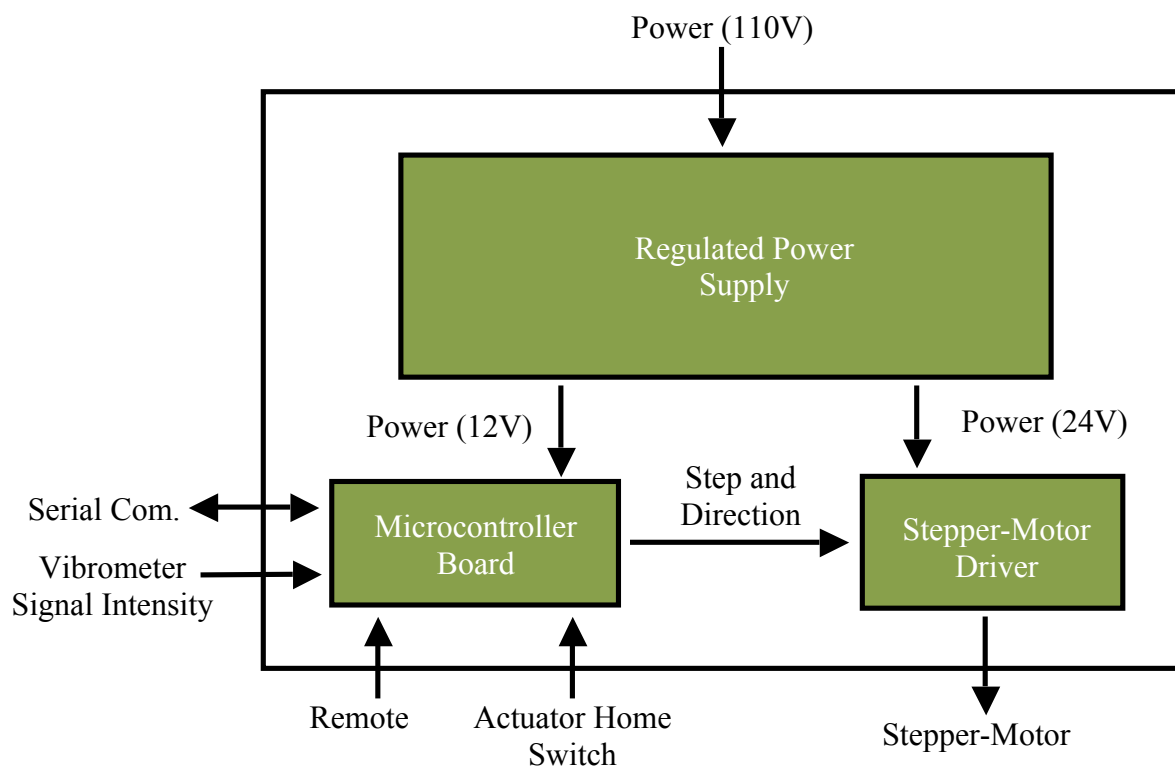 Power (110V)
Regulated Power
Supply
Power (12V)
Power (24V)
Step and
Direction
Serial Com.
Microcontroller
Board
Stepper-Motor
Driver
Vibrometer
Signal Intensity
Remote
Actuator Home
Switch
Stepper-Motor